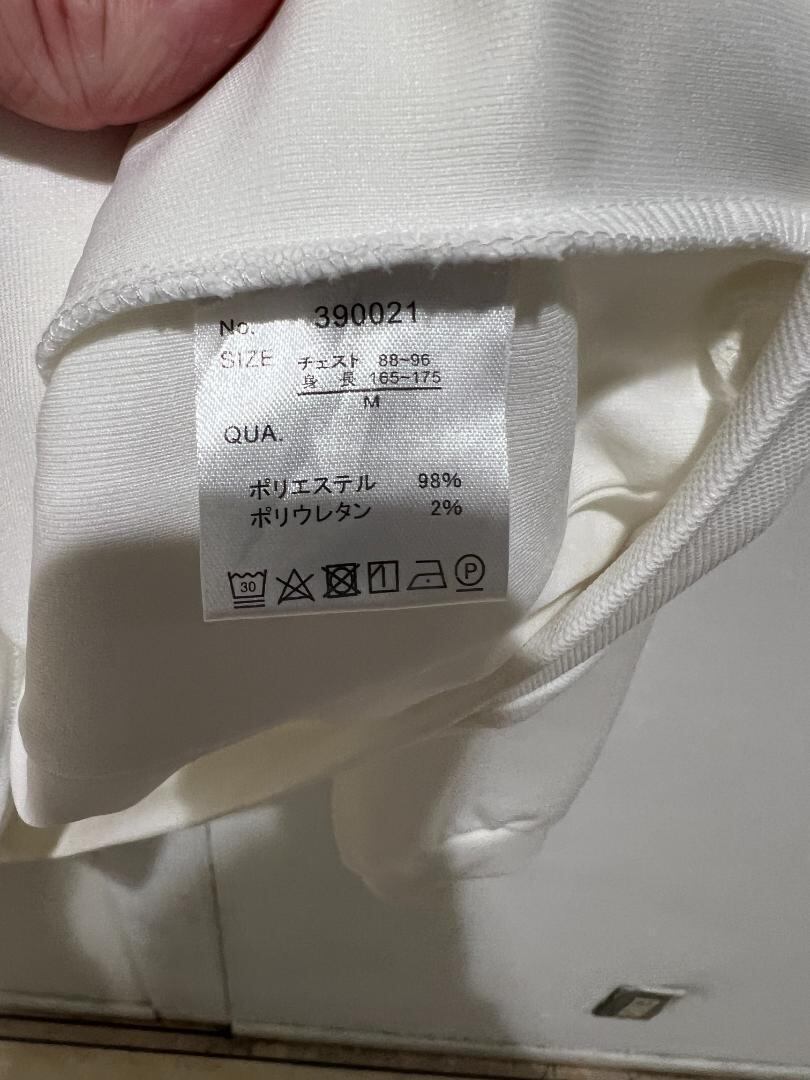 No. 390021
SIZE チェスト 88~96
身 長 165~175
M
QUA.
ポリエステル 98%
ポリウレタン 2%
30
P